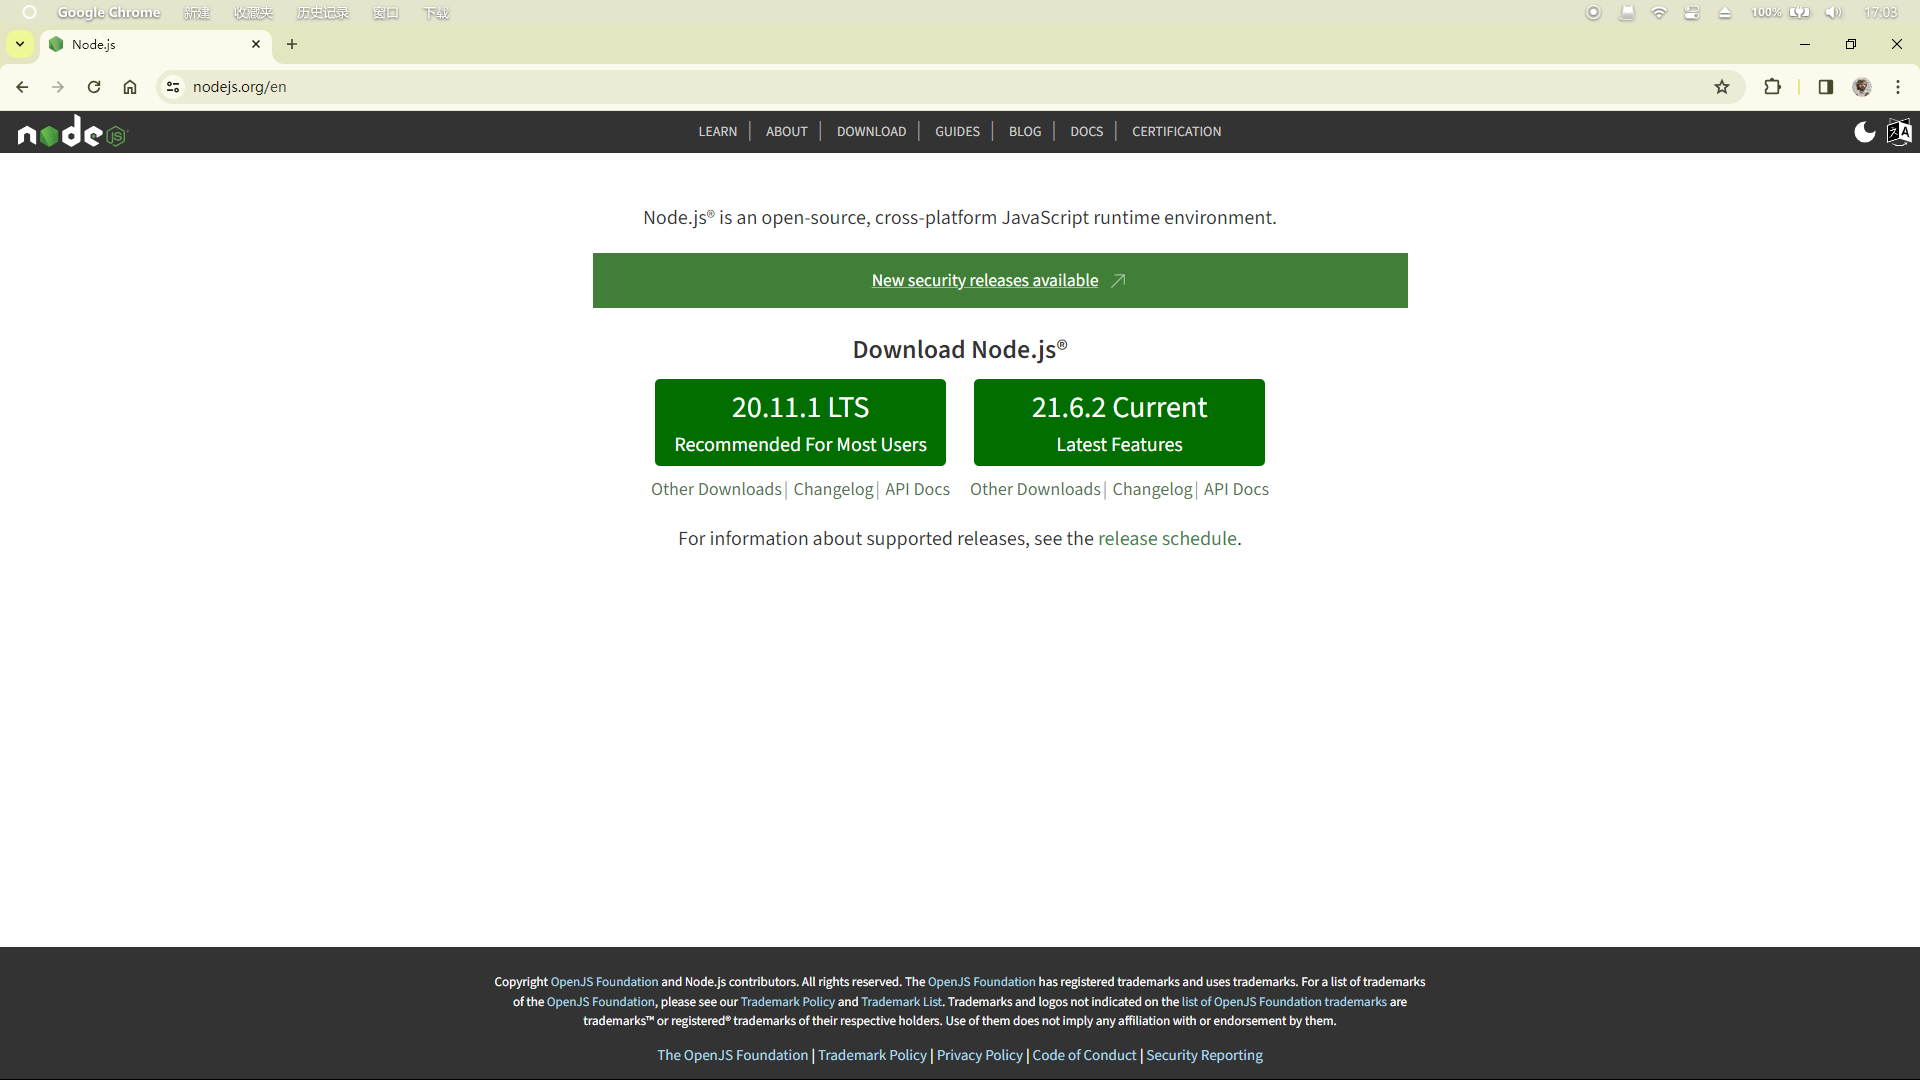 Google Chrome 新建 收藏夹 历史记录 窗口 下载 100% 17:03
Node.js
nodejs.org/en
node JS LEARN ABOUT DOWNLOAD GUIDES BLOG DOCS CERTIFICATION
Node.js® is an open-source, cross-platform JavaScript runtime environment.
New security releases available
Download Node.js®
20.11.1 LTS
Recommended For Most Users
21.6.2 Current
Latest Features
Other Downloads | Changelog | API Docs
Other Downloads | Changelog | API Docs
For information about supported releases, see the release schedule.
Copyright OpenJS Foundation and Node.js contributors. All rights reserved. The OpenJS Foundation has registered trademarks and uses trademarks. For a list of trademarks
of the OpenJS Foundation, please see our Trademark Policy and Trademark List. Trademarks and logos not indicated on the list of OpenJS Foundation trademarks are
trademarks™ or registered® trademarks of their respective holders. Use of them does not imply any affiliation with or endorsement by them.
The OpenJS Foundation | Trademark Policy | Privacy Policy | Code of Conduct | Security Reporting